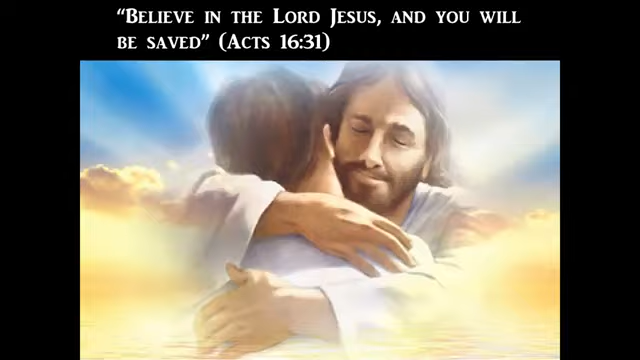 “Believe in the Lord Jesus, and you will
be saved” (Acts 16:31)